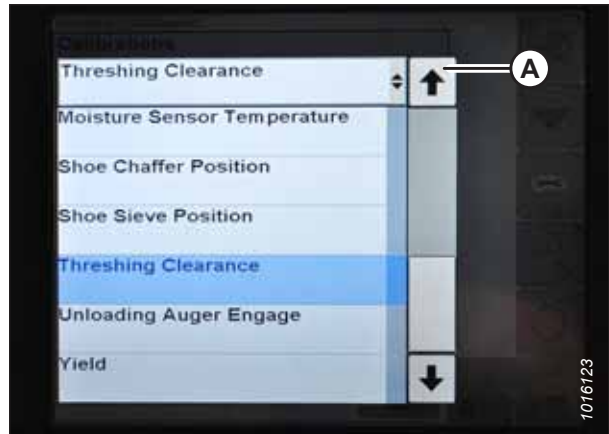 Calibrations
Threshing Clearance
A
Moisture Sensor Temperature
Shoe Chaffer Position
Shoe Sieve Position
Threshing Clearance
Unloading Auger Engage
Yield
1016123